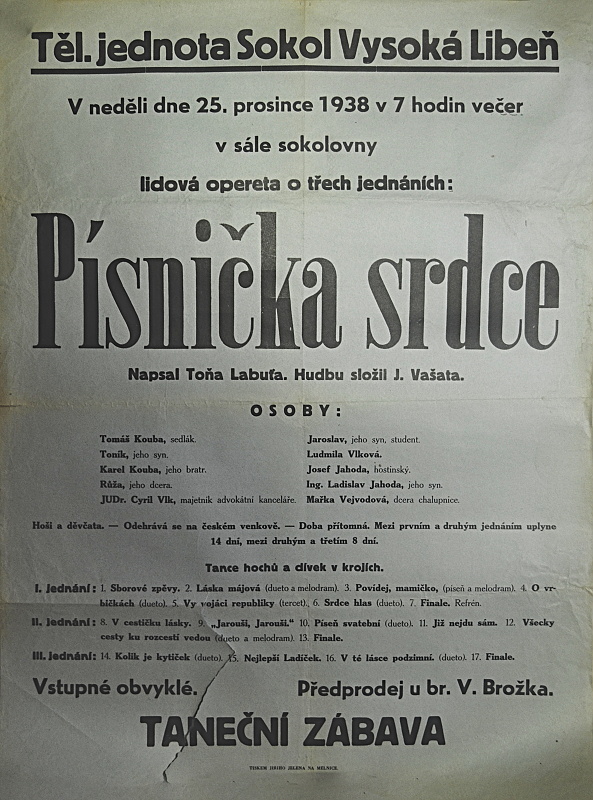 Těl. jednota Sokol Vysoká Libeň
V neděli dne 25. prosince 1938 v 7 hodin večer
v sále sokolovny
lidová opereta o třech jednáních:
Písnička srdce
Napsal Toňa Labuťa. Hudbu složil J. Vašata.
OSOBY:
Tomáš Kouba, sedlák.
Toník, jeho syn.
Karel Kouba, jeho bratr.
Růža, jeho dcera.
JUDr. Cyril Vlk, majetník advokátní kanceláře.
Jaroslav, jeho syn, student.
Ludmila Vlková.
Josef Jahoda, hostinský.
Ing. Ladislav Jahoda, jeho syn.
Mařka Vejvodová, dcera chalupnice.
Hoši a děvčata. — Odehrává se na českém venkově. — Doba přítomná. Mezi prvním a druhým jednáním uplyne
14 dní, mezi druhým a třetím 8 dní.
Tance hochů a dívek v krojích.
I. jednání: 1. Sborové zpěvy. 2. Láska májová (dueto a melodram). 3. Povídej, mamičko, (píseň a melodram). 4. O vr-
bičkách (dueto). 5. Vy vojáci republiky (tercet). 6. Srdce hlas (dueto). 7. Finale. Refrén.
II. jednání: 8. V cestičku lásky. 9. „Jarouši, Jarouši.“ 10. Píseň svatební (dueto). 11. Již nejdu sám. 12. Všecky
cesty ku rozcestí vedou (dueto a melodram). 13. Finale.
III. jednání: 14. Kolik je kytiček (dueto). 15. Nejlepší Ladíček. 16. V té lásce podzimní. (dueto). 17. Finale.
Vstupné obvyklé. Předprodej u br. V. Brožka.
TANEČNÍ ZÁBAVA
TISKEM JIŘÍHO JELENA NA MĚLNÍCE.